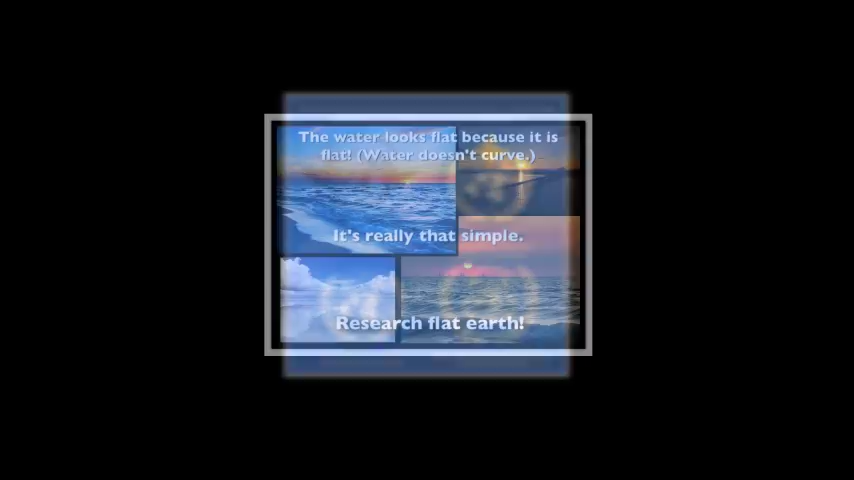 The water looks flat because it is
flat! (Water doesn't curve.)
It's really that simple.
Research flat earth!